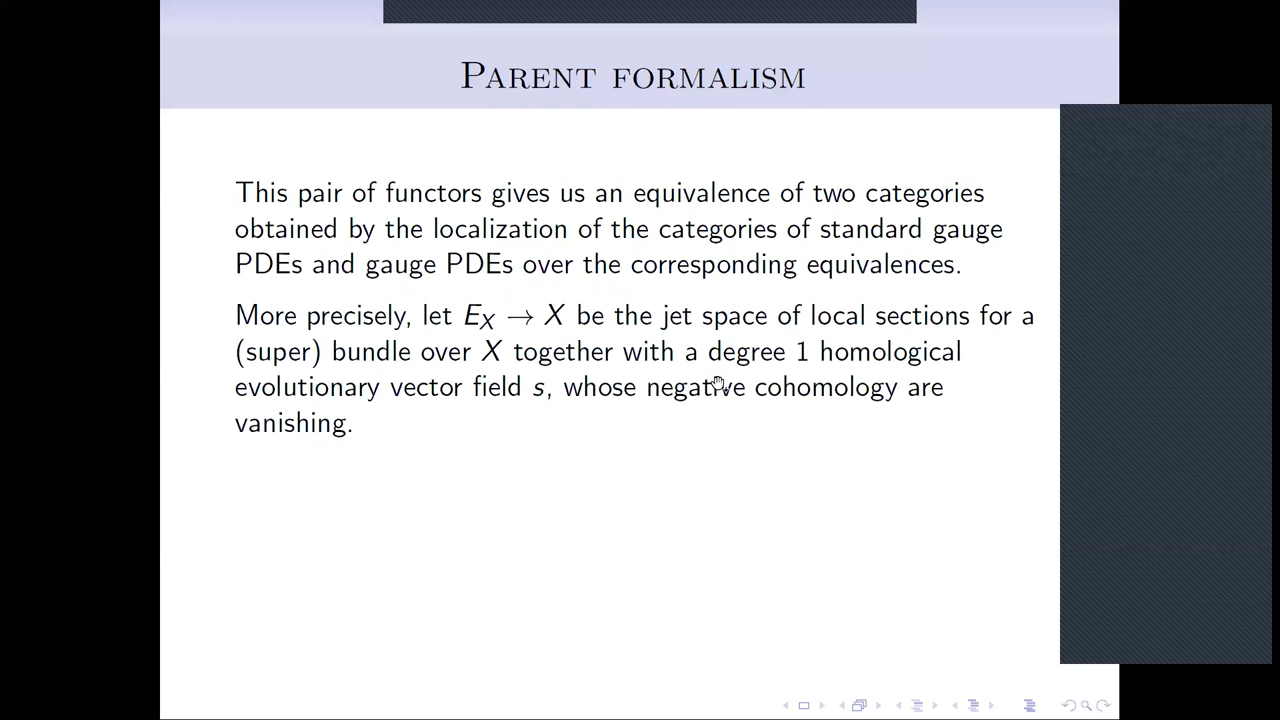 PARENT FORMALISM
This pair of functors gives us an equivalence of two categories
obtained by the localization of the categories of standard gauge
PDEs and gauge PDEs over the corresponding equivalences.
More precisely, let E_X → X be the jet space of local sections for a
(super) bundle over X together with a degree 1 homological
evolutionary vector field s, whose negative cohomology are
vanishing.